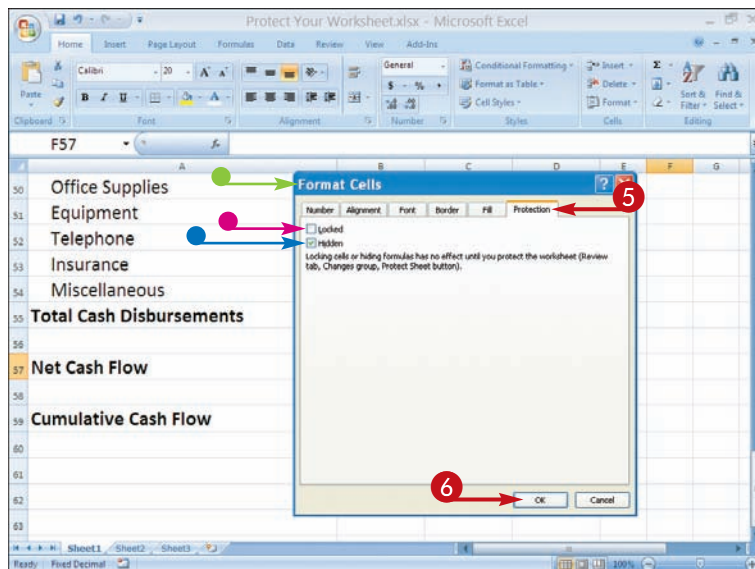 Protect Your Worksheet.xlsx - Microsoft Excel
Home Insert Page Layout Formulas Data Review View Add-Ins
Calibri 20 A A General Conditional Formatting Insert Σ
Paste B I U A $ % , Format as Table Delete Sort & Find &
Cell Styles Format Filter Select
Clipboard Font Alignment Number Styles Cells Editing
F57 fx
A B C D E F G
50 Office Supplies
51 Equipment
52 Telephone
53 Insurance
54 Miscellaneous
55 Total Cash Disbursements
56
57 Net Cash Flow
58
59 Cumulative Cash Flow
60
61
62
63
Format Cells ?
5
Number Alignment Font Border Fill Protection
Locked
Hidden
Locking cells or hiding formulas has no effect until you protect the worksheet (Review
tab, Changes group, Protect Sheet button).
6
OK Cancel
Sheet1 Sheet2 Sheet3
Ready Fixed Decimal 100%